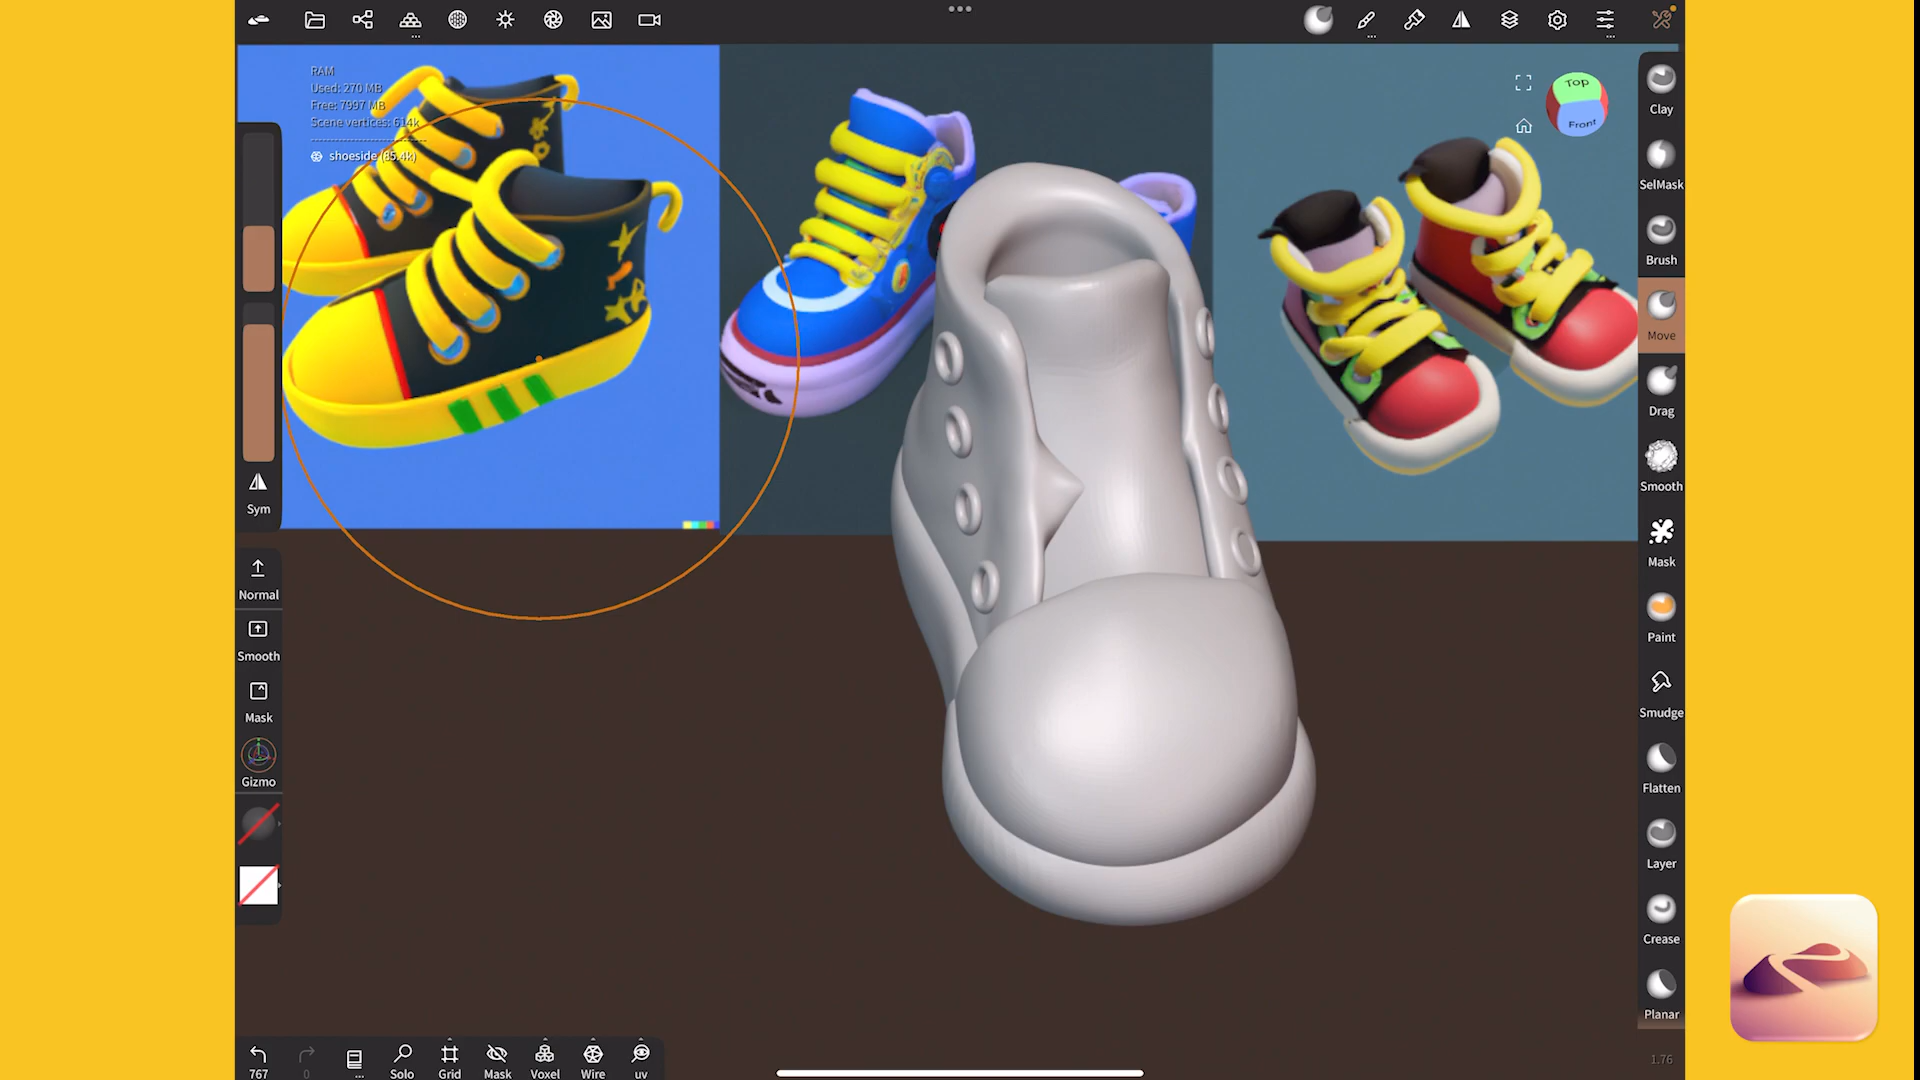 RAM
Used: 270 MB
Free: 7997 MB
Scene vertices: 614k
shoeside (85.4k)
Top
Front
Clay
SelMask
Brush
Move
Drag
Smooth
Mask
Paint
Smudge
Flatten
Layer
Crease
Planar
Sym
Normal
Smooth
Mask
Gizmo
767
0
...
Solo
Grid
Mask
Voxel
Wire
uv
1.76